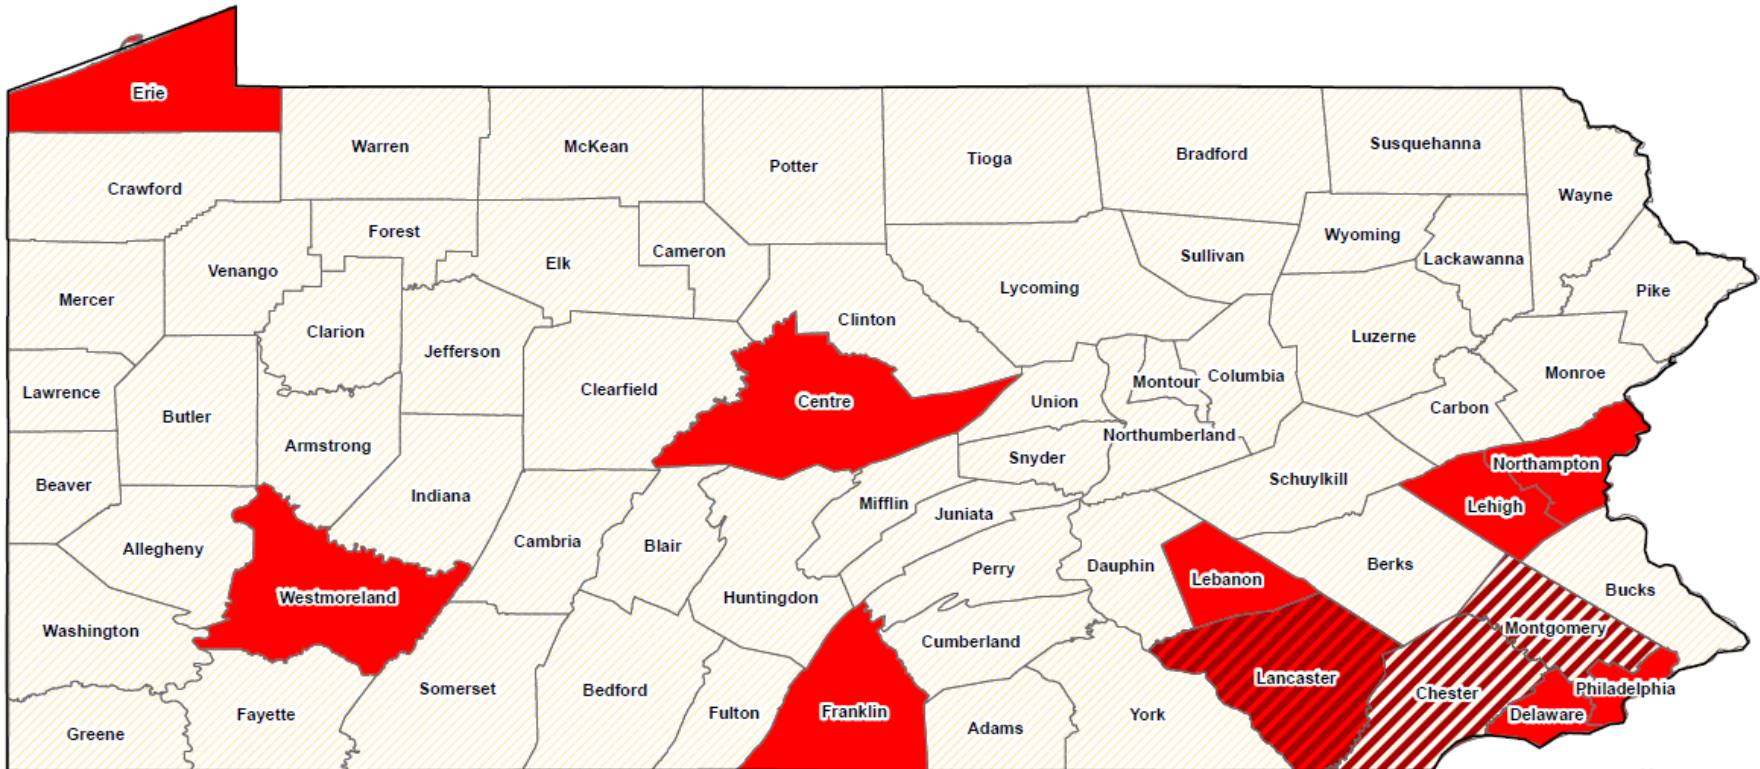 Erie
Warren
McKean
Potter
Tioga
Bradford
Susquehanna
Wayne
Crawford
Forest
Cameron
Sullivan
Wyoming
Lackawanna
Venango
Elk
Mercer
Lycoming
Pike
Clarion
Clinton
Luzerne
Jefferson
Clearfield
Centre
Lawrence
Butler
Union
Montour
Columbia
Monroe
Carbon
Armstrong
Northumberland
Snyder
Northampton
Beaver
Indiana
Mifflin
Juniata
Schuylkill
Lehigh
Allegheny
Cambria
Blair
Perry
Dauphin
Lebanon
Berks
Bucks
Westmoreland
Huntingdon
Washington
Cumberland
Montgomery
Somerset
Bedford
Lancaster
Chester
Philadelphia
Greene
Fayette
Fulton
Franklin
Adams
York
Delaware